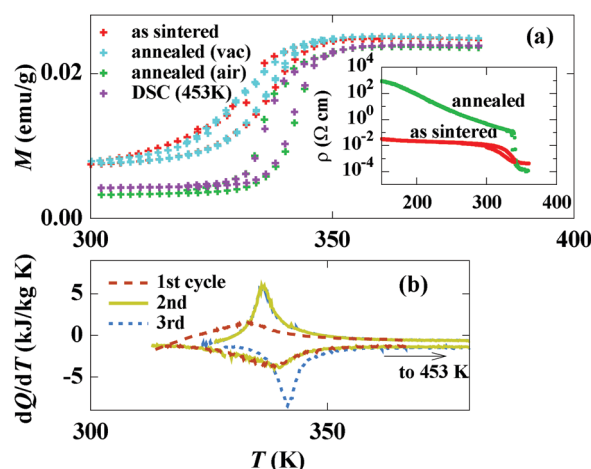 as sintered
annealed (vac)
annealed (air)
DSC (453K)
(a)
M (emu/g)
0.02
0.00
300
350
400
ρ (Ω cm)
10⁴
10²
10⁰
10⁻²
10⁻⁴
annealed
as sintered
200
300
400
(b)
1st cycle
2nd
3rd
dQ/dT (kJ/kg K)
5
0
-5
to 453 K
300
350
T (K)